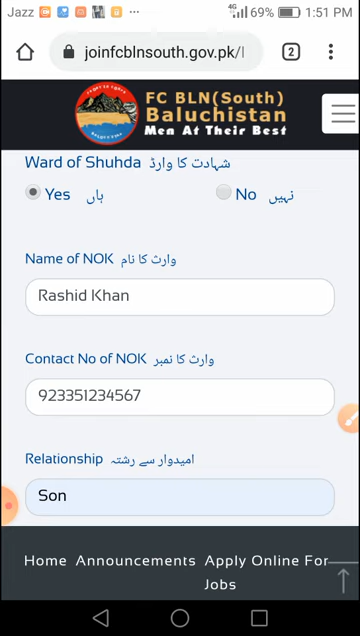 Jazz 4G 69% 1:51 PM
joinfcblnsouth.gov.pk/l 2
FC BLN(South)
Baluchistan
Men At Their Best
Ward of Shuhda شہادت کا وارڈ
Yes ہاں No نہیں
Name of NOK وارث کا نام
Rashid Khan
Contact No of NOK وارث کا نمبر
923351234567
Relationship امیدوار سے رشتہ
Son
Home Announcements Apply Online For
Jobs